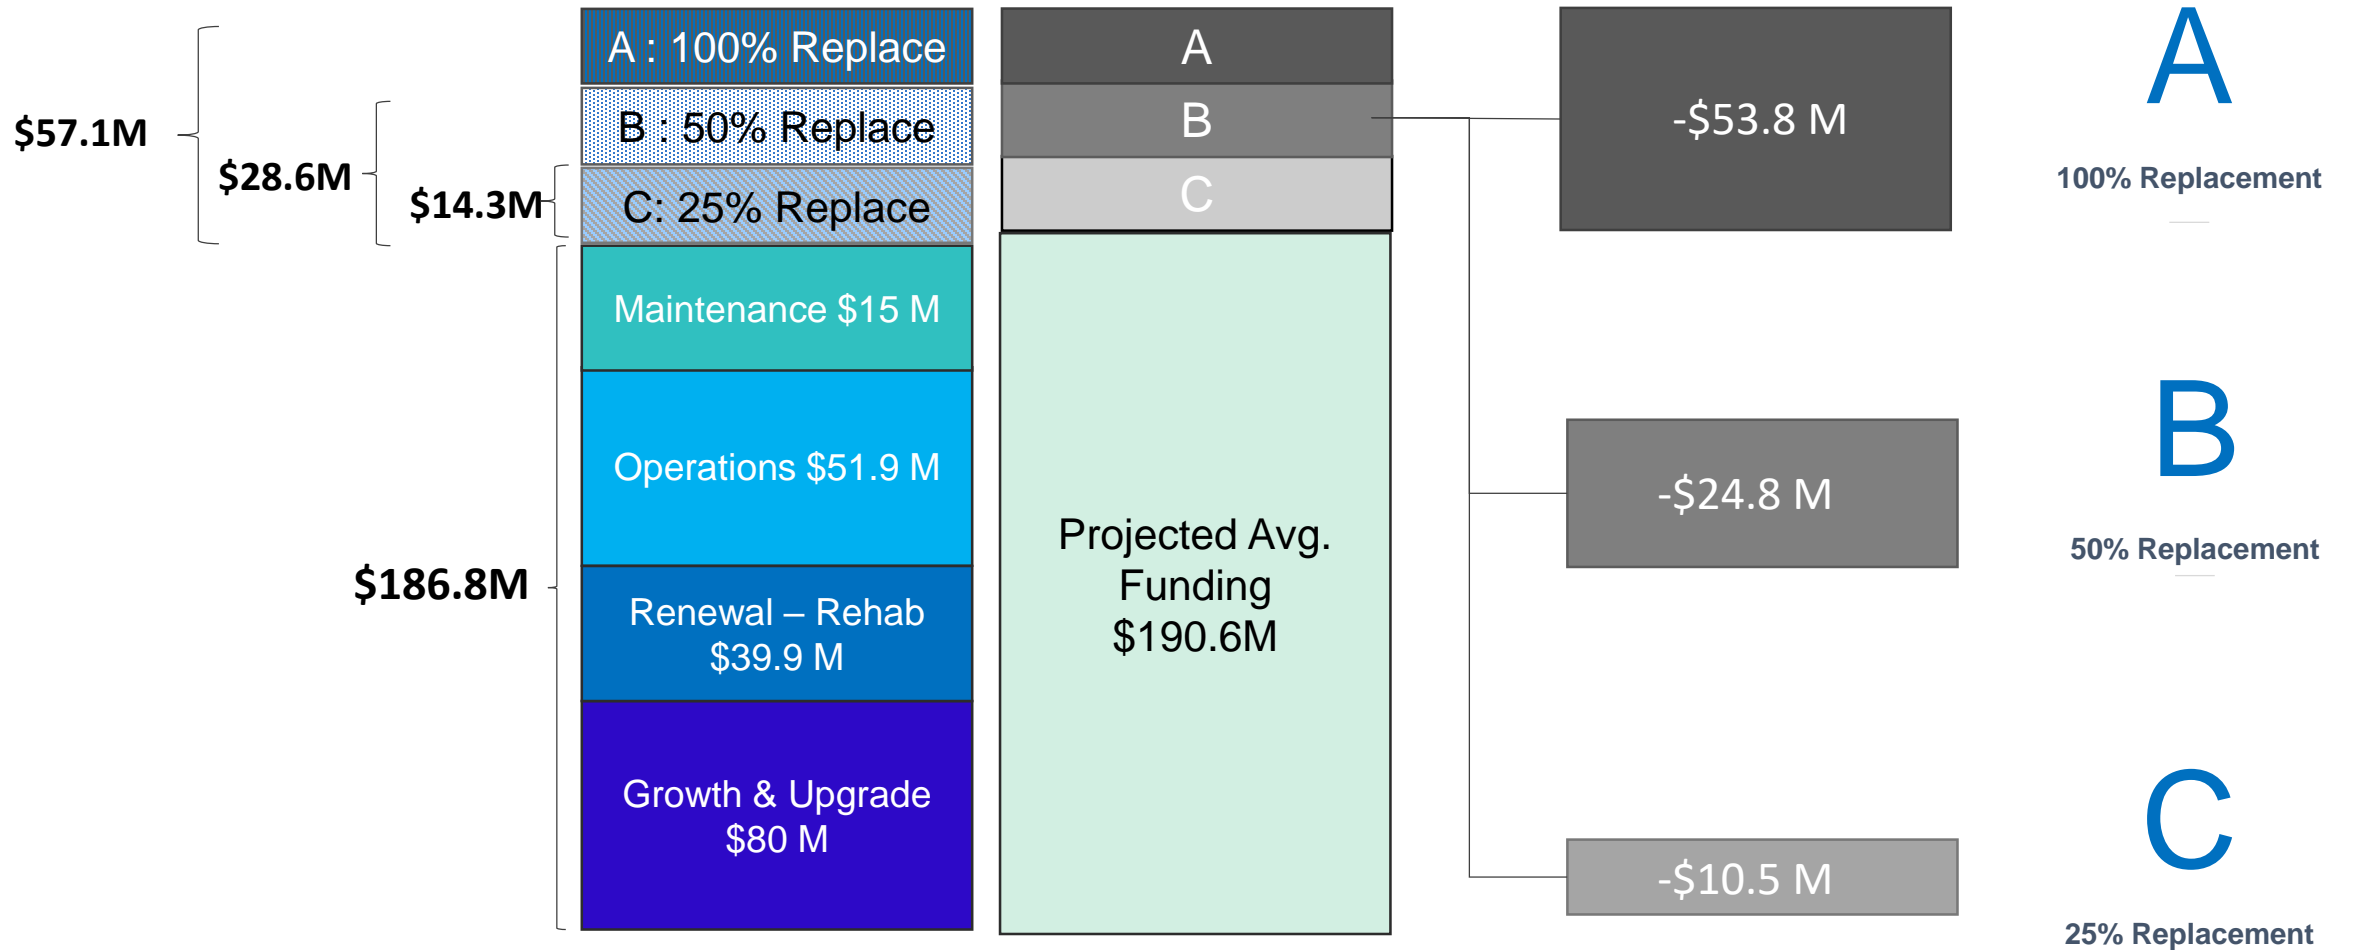 $57.1M
$28.6M
$14.3M
$186.8M
A : 100% Replace
B : 50% Replace
C: 25% Replace
Maintenance $15 M
Operations $51.9 M
Renewal – Rehab
$39.9 M
Growth & Upgrade
$80 M
A
B
C
Projected Avg.
Funding
$190.6M
-$53.8 M
A
100% Replacement
-$24.8 M
B
50% Replacement
-$10.5 M
C
25% Replacement